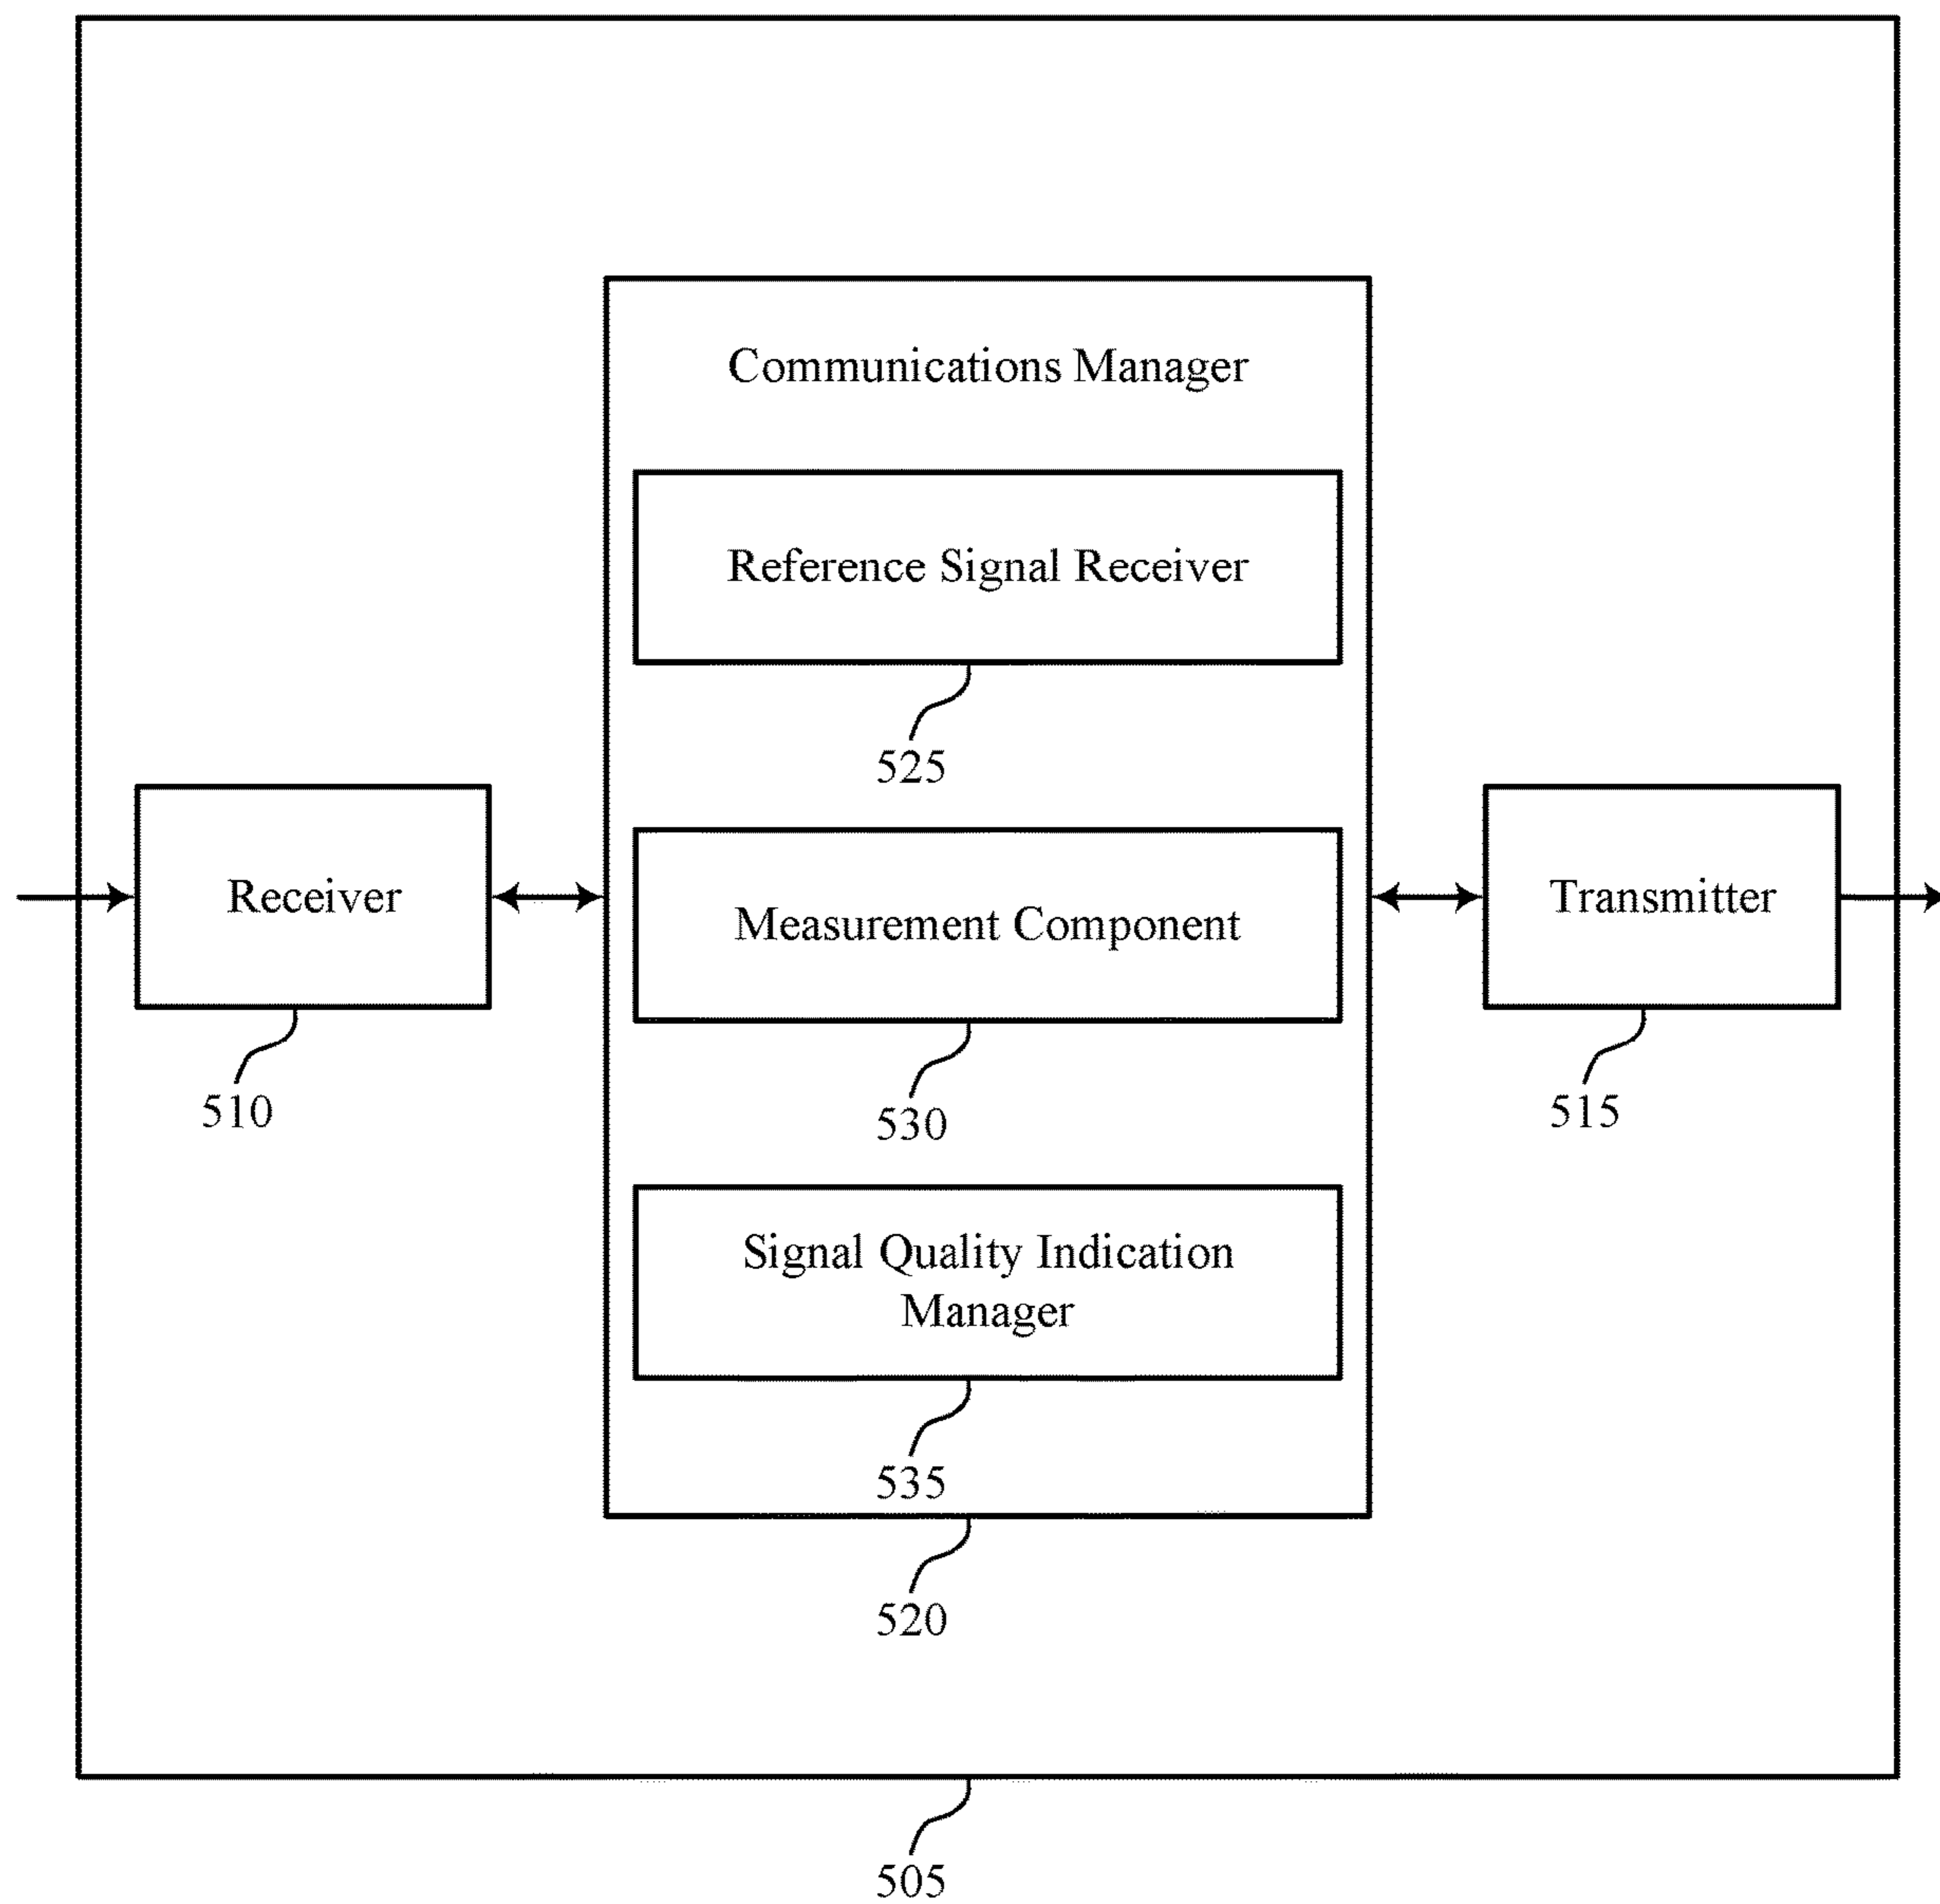 Communications Manager
Reference Signal Receiver
525
Receiver
510
Measurement Component
530
Transmitter
515
Signal Quality Indication
Manager
535
520
505